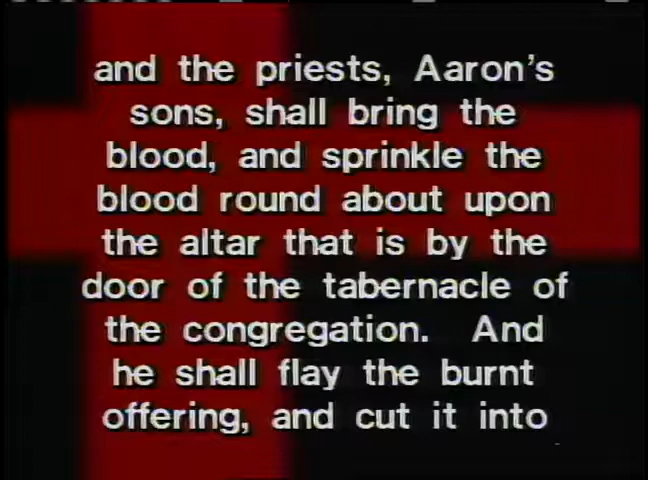 and the priests, Aaron's
sons, shall bring the
blood, and sprinkle the
blood round about upon
the altar that is by the
door of the tabernacle of
the congregation. And
he shall flay the burnt
offering, and cut it into